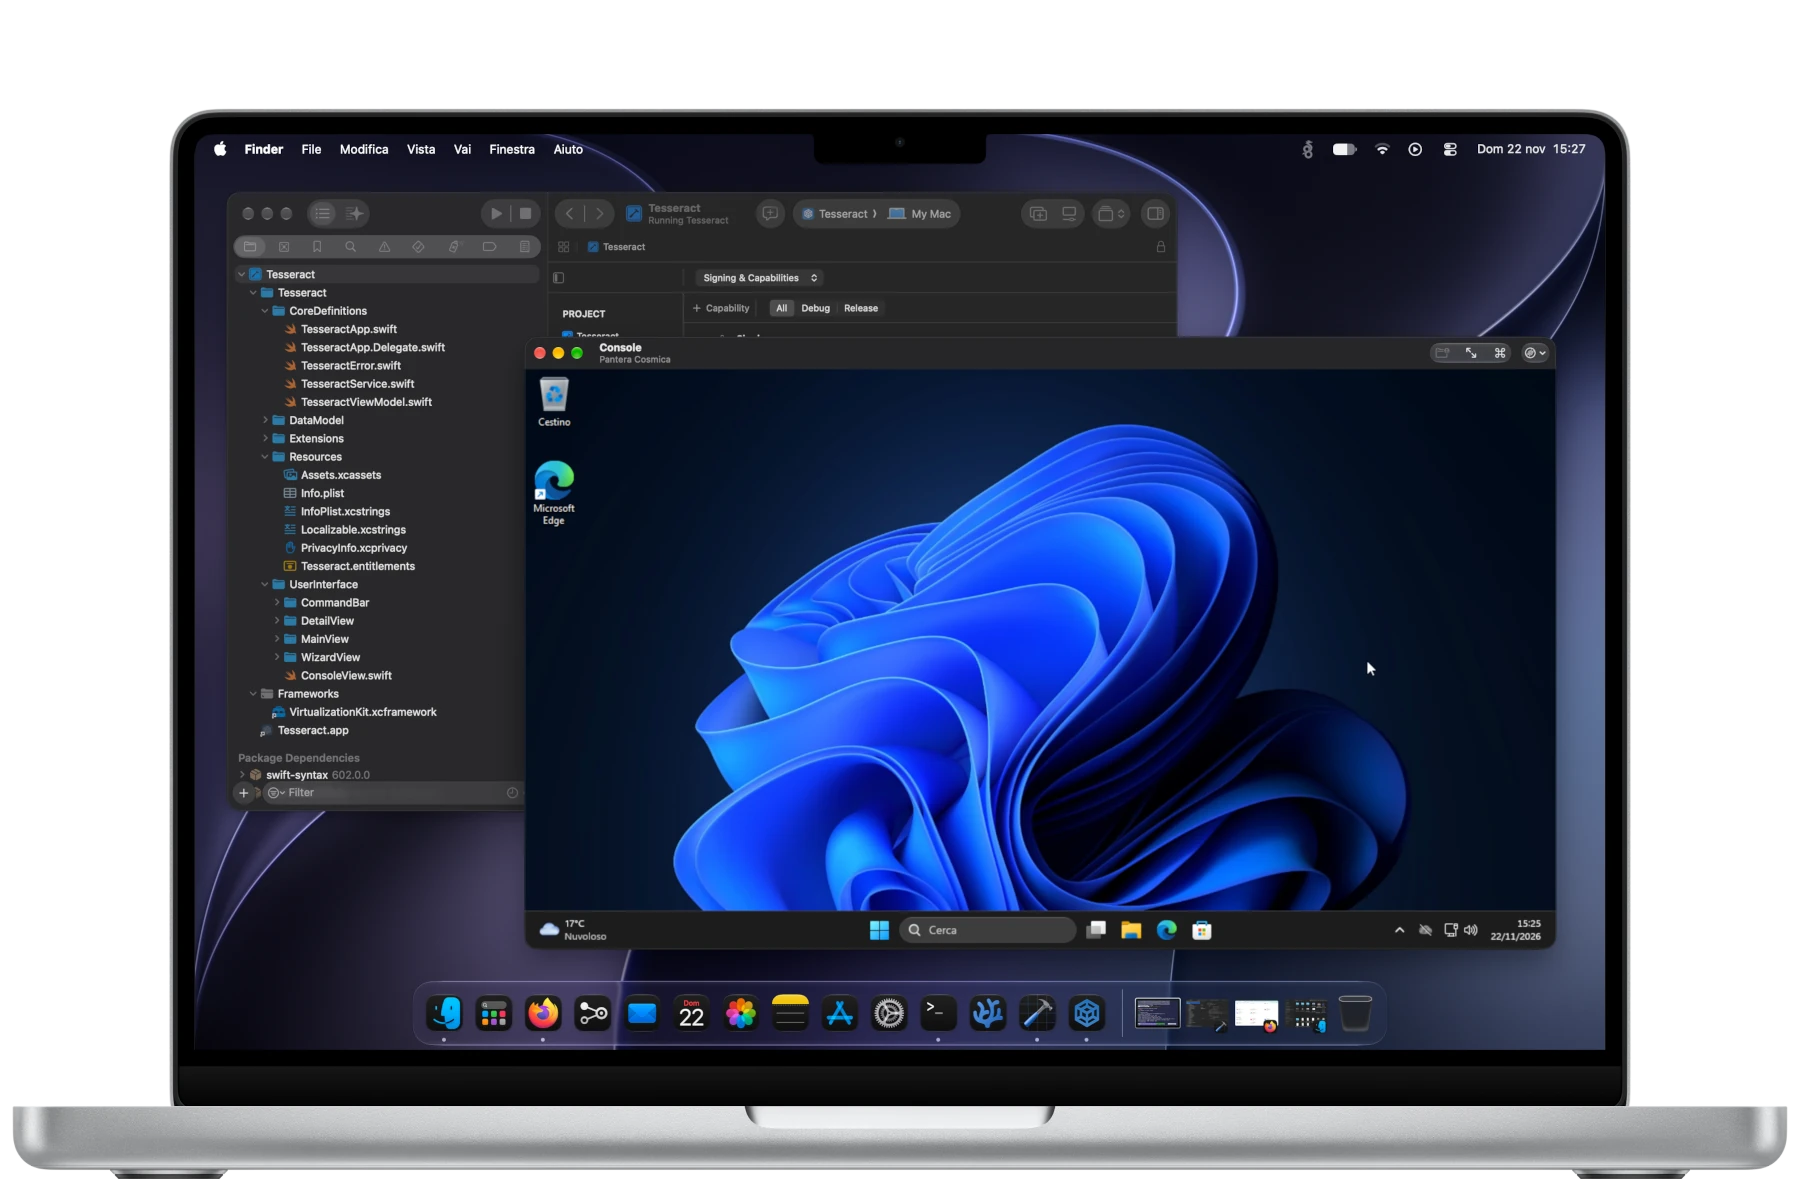 Finder File Modifica Vista Vai Finestra Aiuto
Dom 22 nov 15:27
Tesseract
Running Tesseract
Tesseract
My Mac
Tesseract
Tesseract
Signing & Capabilities
Tesseract
CoreDefinitions
PROJECT
+ Capability All Debug Release
TesseractApp.swift
TesseractApp.Delegate.swift
TesseractError.swift
TesseractService.swift
TesseractViewModel.swift
DataModel
Extensions
Resources
Assets.xcassets
Info.plist
InfoPlist.xcstrings
Localizable.xcstrings
PrivacyInfo.xcprivacy
Tesseract.entitlements
UserInterface
CommandBar
DetailView
MainView
WizardView
ConsoleView.swift
Frameworks
VirtualizationKit.xcframework
Tesseract.app
Package Dependencies
swift-syntax 602.0.0
Filter
Console
Pantera Cosmica
Cestino
Microsoft
Edge
17°C
Nuvoloso
Cerca
15:25
22/11/2026
Dom
22